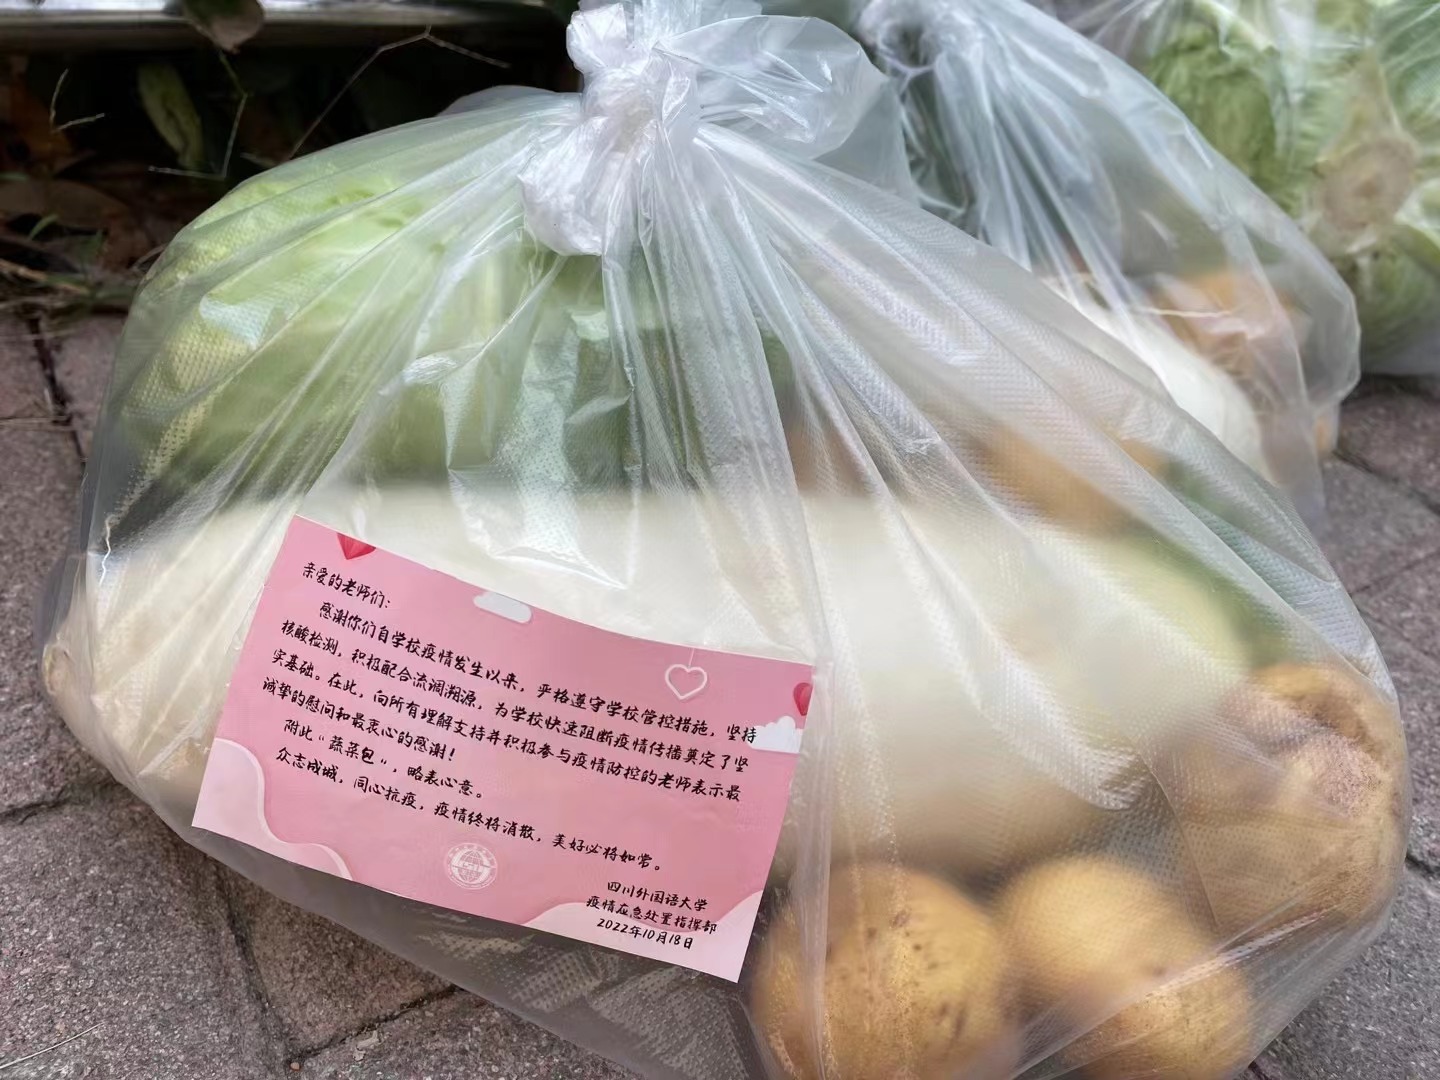 亲爱的老师们:
感谢你们自学校疫情发生以来，严格遵守学校管控措施，坚持
核酸检测，积极配合流调溯源，为学校快速阻断疫情传播奠定了坚
实基础。在此，向所有理解支持并积极参与疫情防控的老师表示最
诚挚的慰问和最衷心的感谢！
附此“蔬菜包”，略表心意。
众志成城，同心抗疫，疫情终将消散，美好必将如常。
四川外国语大学
疫情应急处置指挥部
2022年10月18日